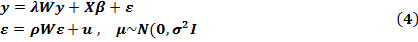 y = λWy + Xβ + ε (4)
ε = ρWε + u , μ~N(0, σ²I